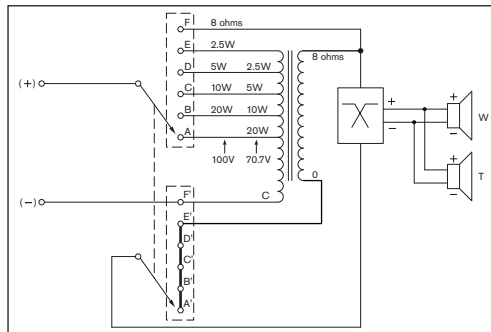 F 8 ohms
E 2.5W
8 ohms
D 5W 2.5W
(+)
C 10W 5W
B 20W 10W
A 20W
100V 70.7V
+
−
+
−
W
+
−
T
0
C
(−)
F'
E'
D'
C'
B'
A'